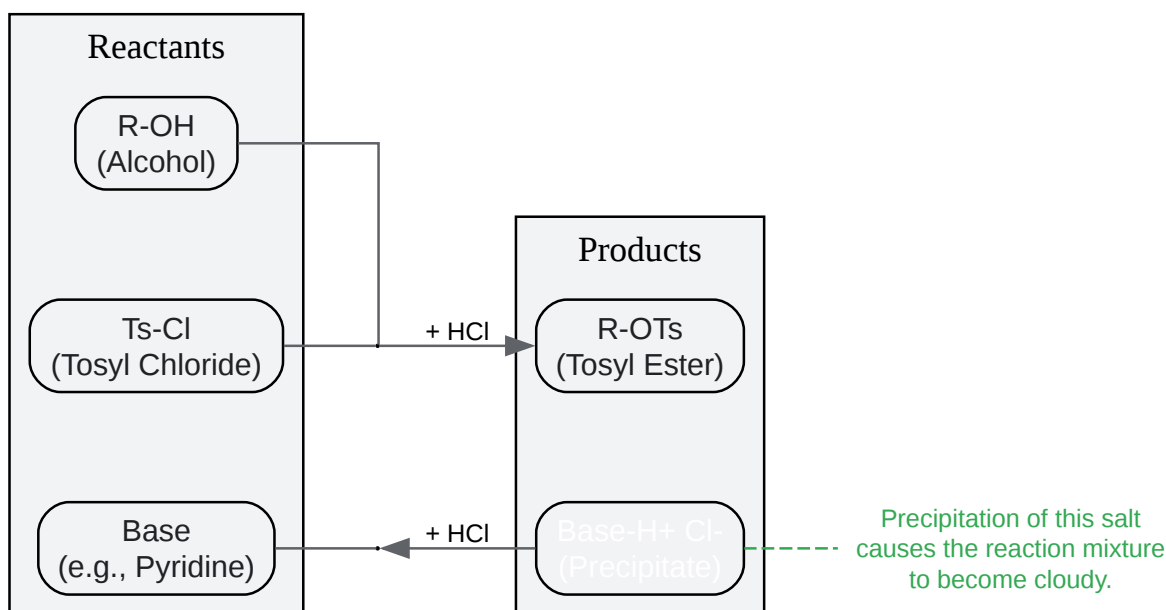 Reactants
R-OH
(Alcohol)
Products
Ts-Cl
(Tosyl Chloride)
+ HCl
R-OTs
(Tosyl Ester)
Base
(e.g., Pyridine)
+ HCl
Base-H+ Cl-
(Precipitate)
Precipitation of this salt
causes the reaction mixture
to become cloudy.